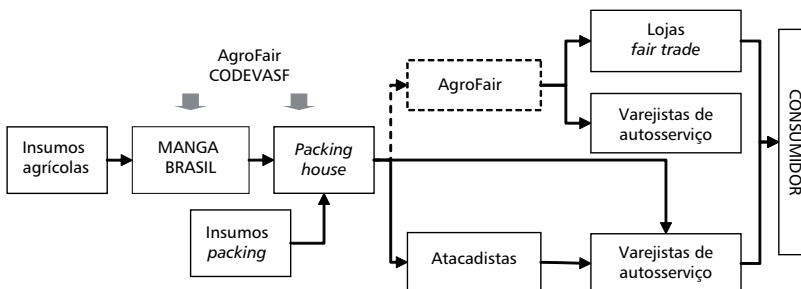 AgroFair
CODEVASF
Insumos
agrícolas
MANGA
BRASIL
Packing
house
Insumos
packing
AgroFair
Atacadistas
Lojas
fair trade
Varejistas de
autosserviço
Varejistas de
autosserviço
CONSUMIDOR